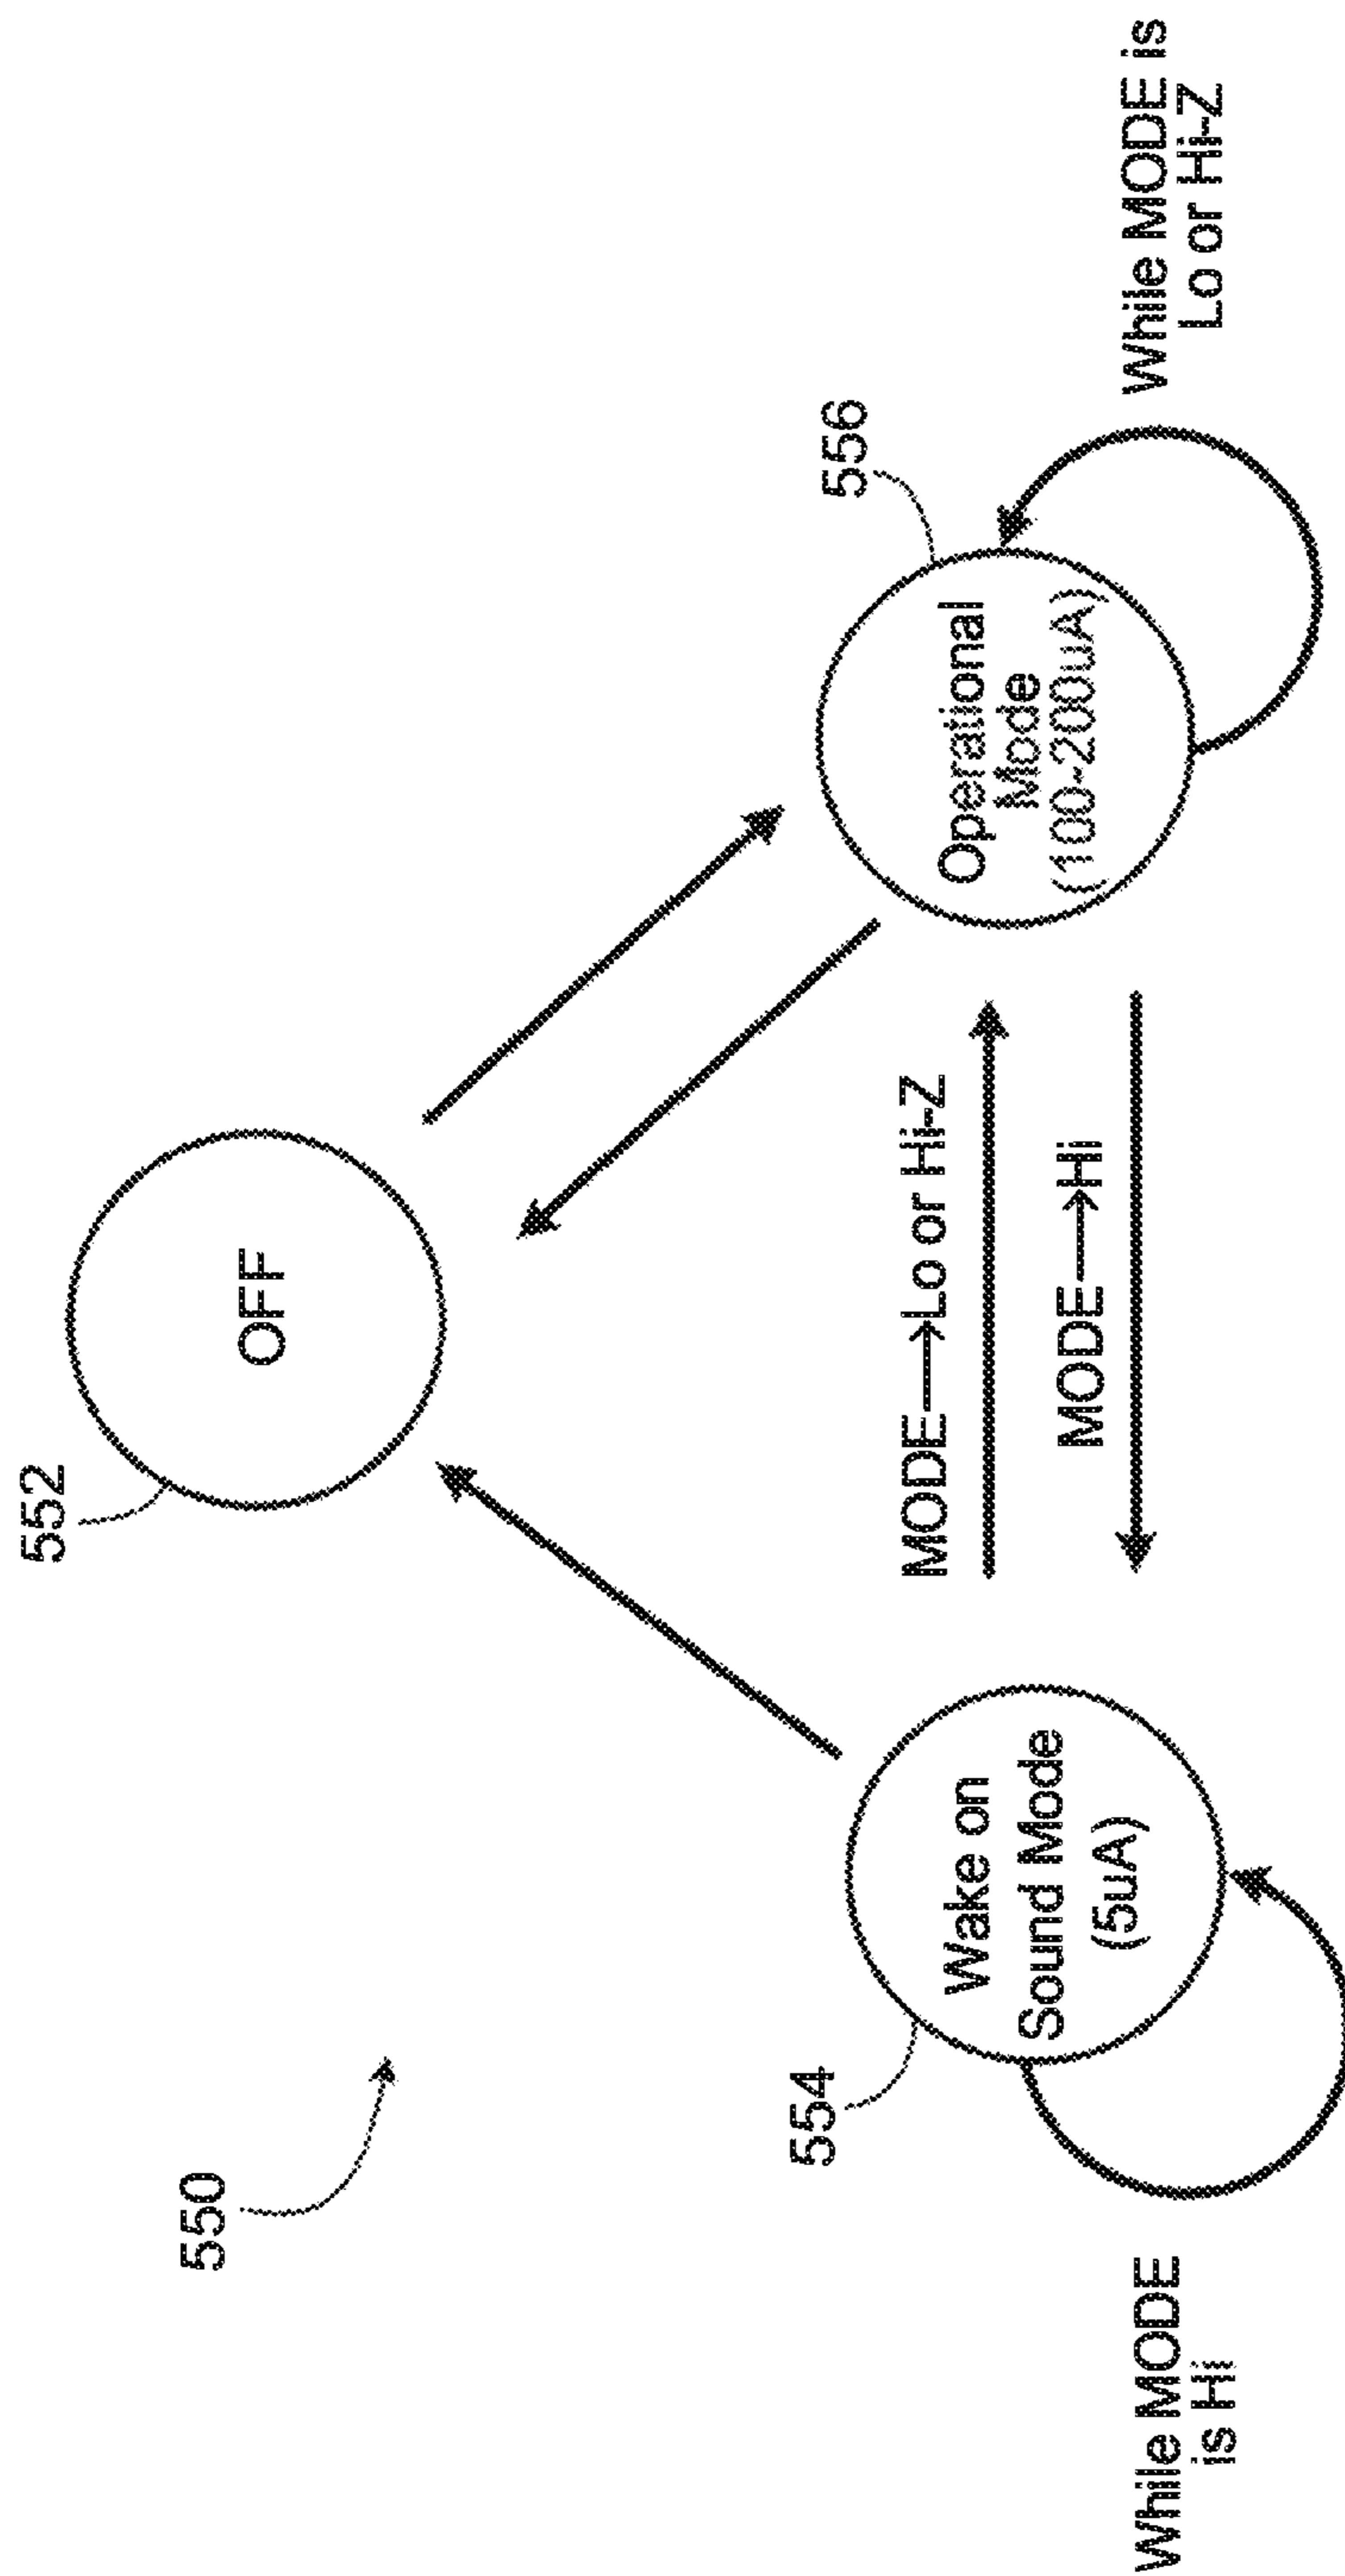 550
552
OFF
554
Wake on
Sound Mode
(5uA)
While MODE
is Hi
MODE→Lo or Hi-Z
MODE→Hi
556
Operational
Mode
(100-200uA)
While MODE is
Lo or Hi-Z